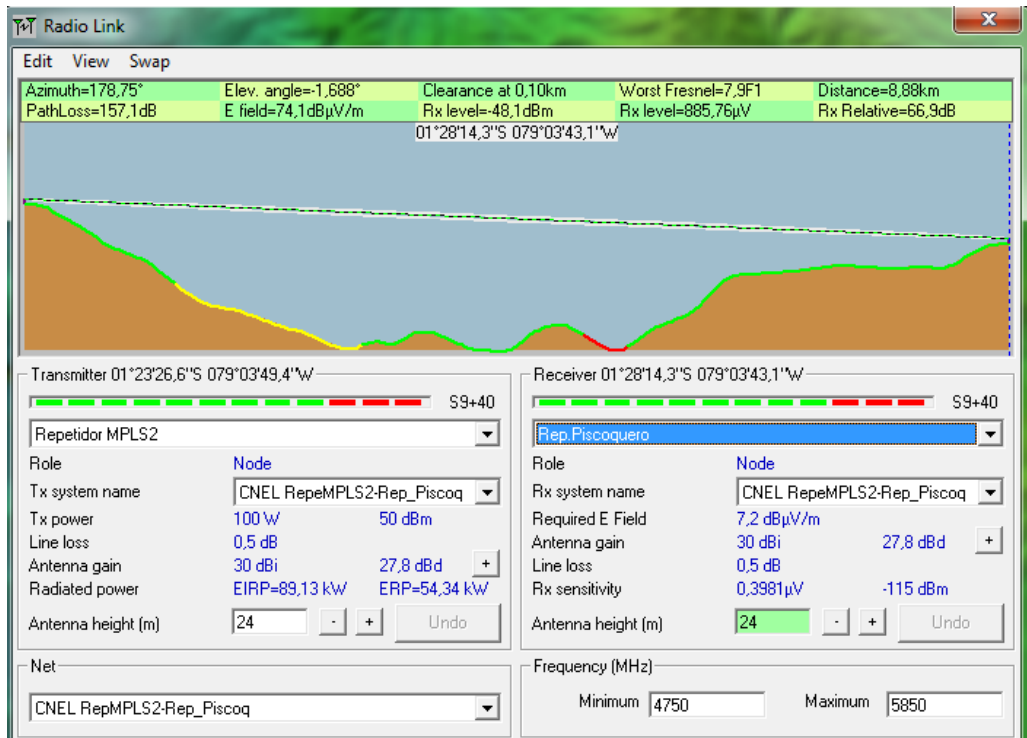 Radio Link
Edit View Swap
Azimuth=178,75° Elev. angle=-1,688° Clearance at 0,10km Worst Fresnel=7,9F1 Distance=8,88km
PathLoss=157,1dB E field=74,1dBµV/m Rx level=-48,1dBm Rx level=885,76µV Rx Relative=66,9dB
01°28'14,3"S 079°03'43,1"W
Transmitter 01°23'26,6"S 079°03'49,4"W
S9+40
Repetidor MPLS2
Role Node
Tx system name CNEL RepeMPLS2-Rep_Piscoq
Tx power 100 W 50 dBm
Line loss 0,5 dB
Antenna gain 30 dBi 27,8 dBd +
Radiated power EIRP=89,13 kW ERP=54,34 kW
Antenna height (m) 24 - + Undo
Net
CNEL RepMPLS2-Rep_Piscoq
Receiver 01°28'14,3"S 079°03'43,1"W
S9+40
Rep.Piscoquero
Role Node
Rx system name CNEL RepeMPLS2-Rep_Piscoq
Required E Field 7,2 dBµV/m
Antenna gain 30 dBi 27,8 dBd +
Line loss 0,5 dB
Rx sensitivity 0,3981µV -115 dBm
Antenna height (m) 24 - + Undo
Frequency (MHz)
Minimum 4750 Maximum 5850